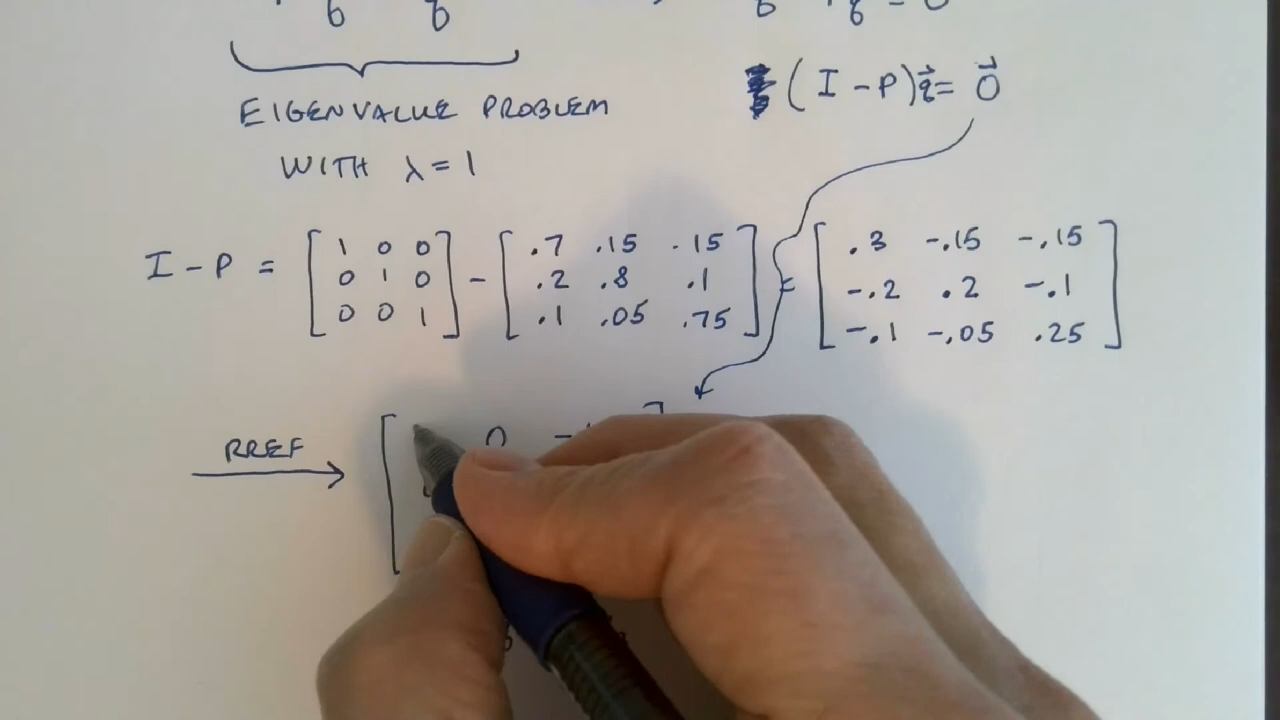 (I - P)q⃗ = 0⃗
EIGENVALUE PROBLEM
WITH λ = 1
I - P = [1 0 0; 0 1 0; 0 0 1] - [.7 .15 .15; .2 .8 .1; .1 .05 .75] = [.3 -.15 -.15; -.2 .2 -.1; -.1 -.05 .25]
RREF
0 -